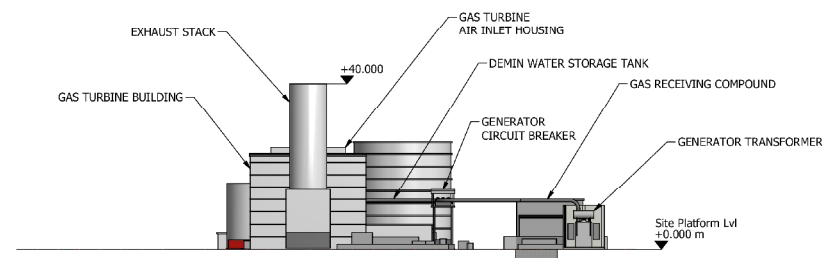 GAS TURBINE
AIR INLET HOUSING
EXHAUST STACK
DEMIN WATER STORAGE TANK
+40.000
GAS RECEIVING COMPOUND
GAS TURBINE BUILDING
GENERATOR
CIRCUIT BREAKER
GENERATOR TRANSFORMER
Site Platform Lvl
+0.000 m